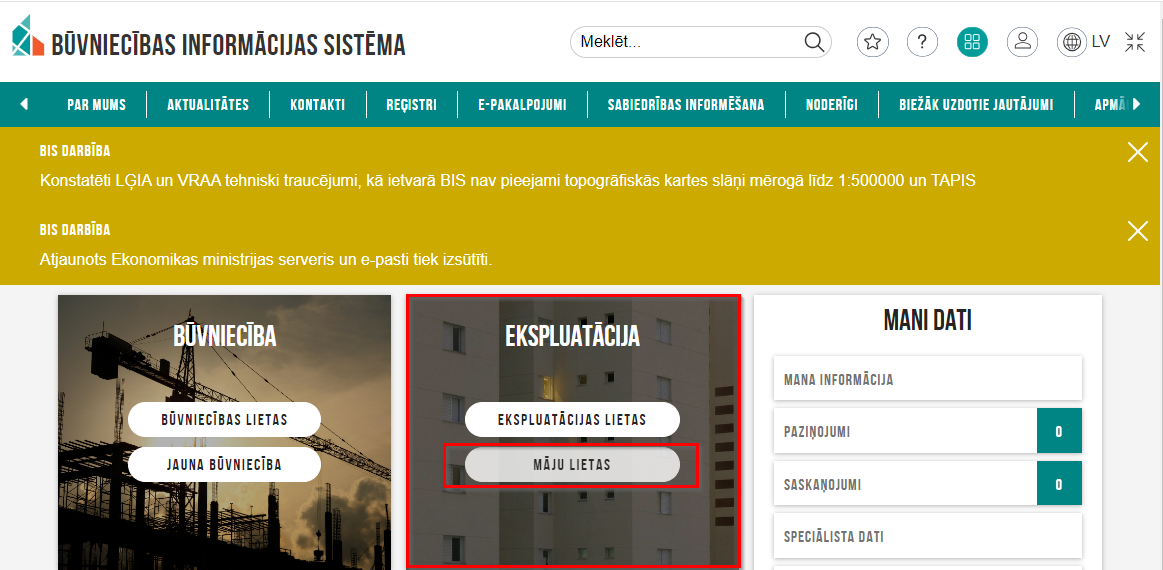 BŪVNIECĪBAS INFORMĀCIJAS SISTĒMA
Meklēt...
?
LV
PAR MUMS
AKTUALITĀTES
KONTAKTI
REĢISTRI
E-PAKALPOJUMI
SABIEDRĪBAS INFORMĒŠANA
NODERĪGI
BIEŽĀK UZDOTIE JAUTĀJUMI
APMĀ
BIS DARBĪBA
Konstatēti LĢIA un VRAA tehniski traucējumi, kā ietvarā BIS nav pieejami topogrāfiskās kartes slāņi mērogā līdz 1:500000 un TAPIS
BIS DARBĪBA
Atjaunots Ekonomikas ministrijas serveris un e-pasti tiek izsūtīti.
BŪVNIECĪBA
BŪVNIECĪBAS LIETAS
JAUNA BŪVNIECĪBA
EKSPLUATĀCIJA
EKSPLUATĀCIJAS LIETAS
MĀJU LIETAS
MANI DATI
MANA INFORMĀCIJA
PAZIŅOJUMI 0
SASKAŅOJUMI 0
SPECIĀLISTA DATI